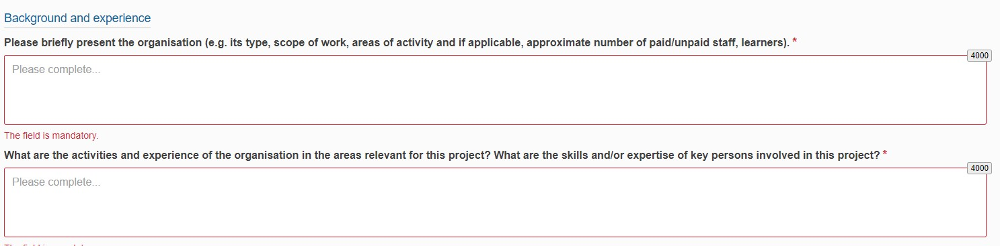 Background and experience
Please briefly present the organisation (e.g. its type, scope of work, areas of activity and if applicable, approximate number of paid/unpaid staff, learners). *
4000
Please complete...
The field is mandatory.
What are the activities and experience of the organisation in the areas relevant for this project? What are the skills and/or expertise of key persons involved in this project? *
4000
Please complete...